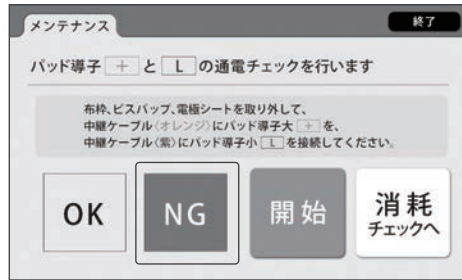 メンテナンス
終了
パッド導子 + と L の通電チェックを行います
布枠、ビスバップ、電極シートを取り外して、
中継ケーブル〈オレンジ〉にパッド導子大 + を、
中継ケーブル〈紫〉にパッド導子小 L を接続してください。
OK
NG
開始
消耗
チェックへ